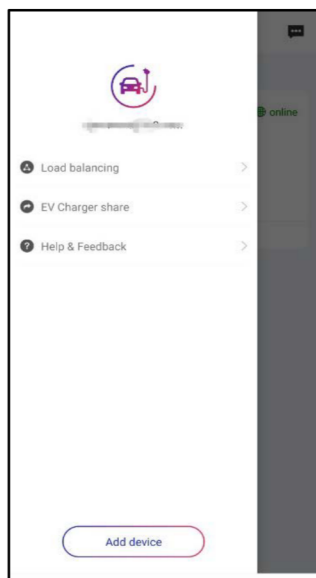 online
Load balancing
EV Charger share
Help & Feedback
Add device